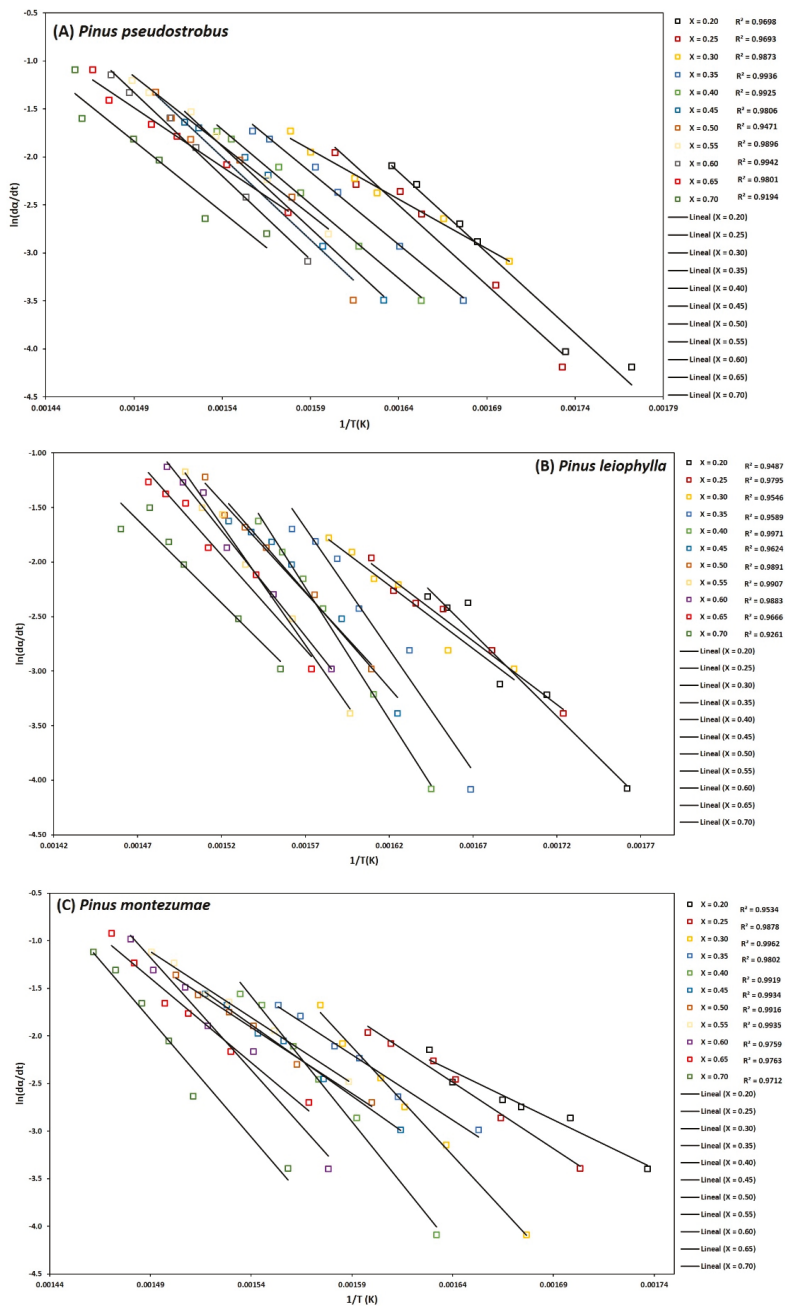 (A) Pinus pseudostrobus
-0.5
-1.0
-1.5
-2.0
-2.5
-3.0
-3.5
-4.0
-4.5
ln(dα/dt)
0.00144 0.00149 0.00154 0.00159 0.00164 0.00169 0.00174 0.00179
1/T(K)
X = 0.20 R² = 0.9698
X = 0.25 R² = 0.9693
X = 0.30 R² = 0.9873
X = 0.35 R² = 0.9936
X = 0.40 R² = 0.9925
X = 0.45 R² = 0.9806
X = 0.50 R² = 0.9471
X = 0.55 R² = 0.9896
X = 0.60 R² = 0.9942
X = 0.65 R² = 0.9801
X = 0.70 R² = 0.9194
Lineal (X = 0.20)
Lineal (X = 0.25)
Lineal (X = 0.30)
Lineal (X = 0.35)
Lineal (X = 0.40)
Lineal (X = 0.45)
Lineal (X = 0.50)
Lineal (X = 0.55)
Lineal (X = 0.60)
Lineal (X = 0.65)
Lineal (X = 0.70)
(B) Pinus leiophylla
-1.00
-1.50
-2.00
-2.50
-3.00
-3.50
-4.00
-4.50
ln(dα/dt)
0.00142 0.00147 0.00152 0.00157 0.00162 0.00167 0.00172 0.00177
1/T(K)
X = 0.20 R² = 0.9487
X = 0.25 R² = 0.9795
X = 0.30 R² = 0.9546
X = 0.35 R² = 0.9589
X = 0.40 R² = 0.9971
X = 0.45 R² = 0.9624
X = 0.50 R² = 0.9891
X = 0.55 R² = 0.9907
X = 0.60 R² = 0.9883
X = 0.65 R² = 0.9666
X = 0.70 R² = 0.9261
Lineal (X = 0.20)
Lineal (X = 0.25)
Lineal (X = 0.30)
Lineal (X = 0.35)
Lineal (X = 0.40)
Lineal (X = 0.45)
Lineal (X = 0.50)
Lineal (X = 0.55)
Lineal (X = 0.60)
Lineal (X = 0.65)
Lineal (X = 0.70)
(C) Pinus montezumae
-0.5
-1.0
-1.5
-2.0
-2.5
-3.0
-3.5
-4.0
-4.5
ln(dα/dt)
0.00144 0.00149 0.00154 0.00159 0.00164 0.00169 0.00174
1/T(K)
X = 0.20 R² = 0.9534
X = 0.25 R² = 0.9878
X = 0.30 R² = 0.9962
X = 0.35 R² = 0.9802
X = 0.40 R² = 0.9919
X = 0.45 R² = 0.9934
X = 0.50 R² = 0.9916
X = 0.55 R² = 0.9935
X = 0.60 R² = 0.9759
X = 0.65 R² = 0.9763
X = 0.70 R² = 0.9712
Lineal (X = 0.20)
Lineal (X = 0.25)
Lineal (X = 0.30)
Lineal (X = 0.35)
Lineal (X = 0.40)
Lineal (X = 0.45)
Lineal (X = 0.50)
Lineal (X = 0.55)
Lineal (X = 0.60)
Lineal (X = 0.65)
Lineal (X = 0.70)